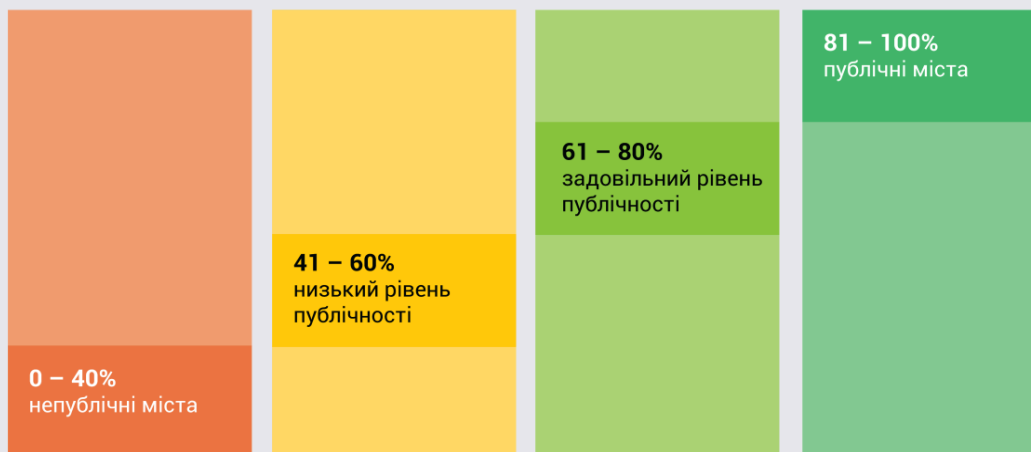 0 – 40%
непублічні міста
41 – 60%
низький рівень
публічності
61 – 80%
задовільний рівень
публічності
81 – 100%
публічні міста